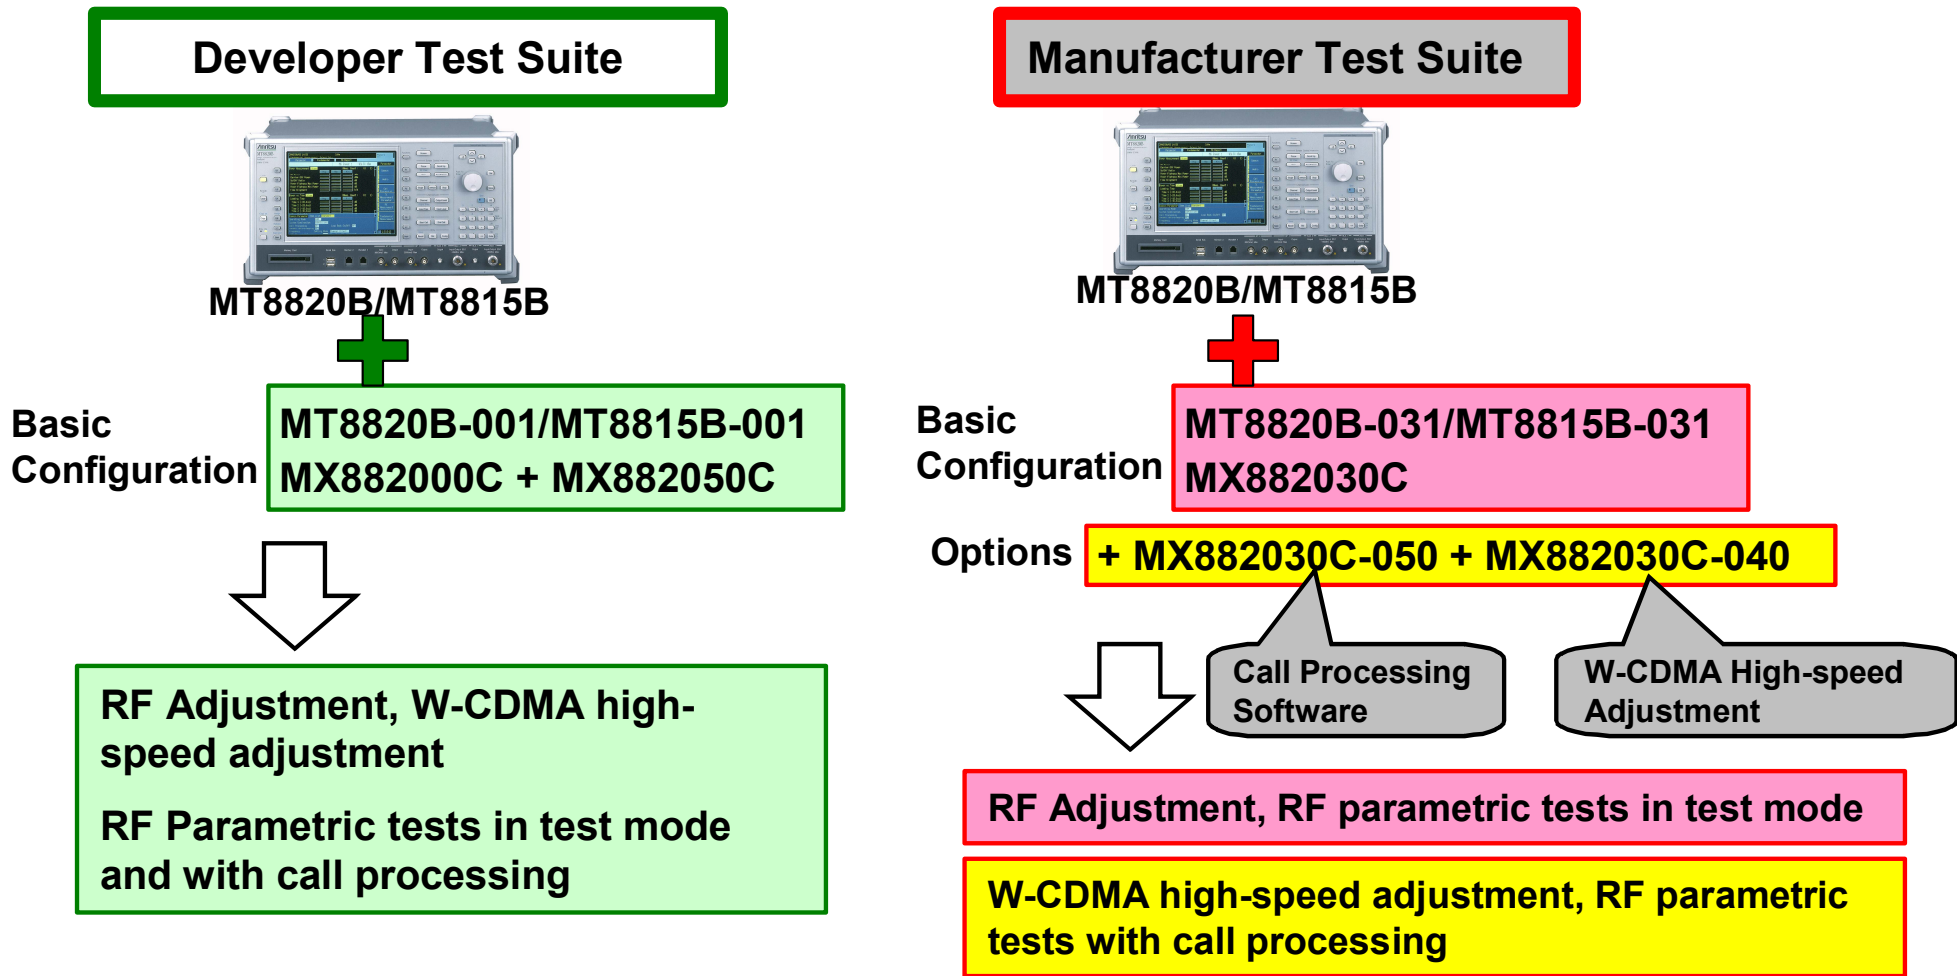 Developer Test Suite
Anritsu
MT8820B/MT8815B
Basic
Configuration
MT8820B-001/MT8815B-001
MX882000C + MX882050C
RF Adjustment, W-CDMA high-
speed adjustment
RF Parametric tests in test mode
and with call processing
Manufacturer Test Suite
Anritsu
MT8820B/MT8815B
Basic
Configuration
MT8820B-031/MT8815B-031
MX882030C
Options
+ MX882030C-050 + MX882030C-040
Call Processing
Software
W-CDMA High-speed
Adjustment
RF Adjustment, RF parametric tests in test mode
W-CDMA high-speed adjustment, RF parametric
tests with call processing